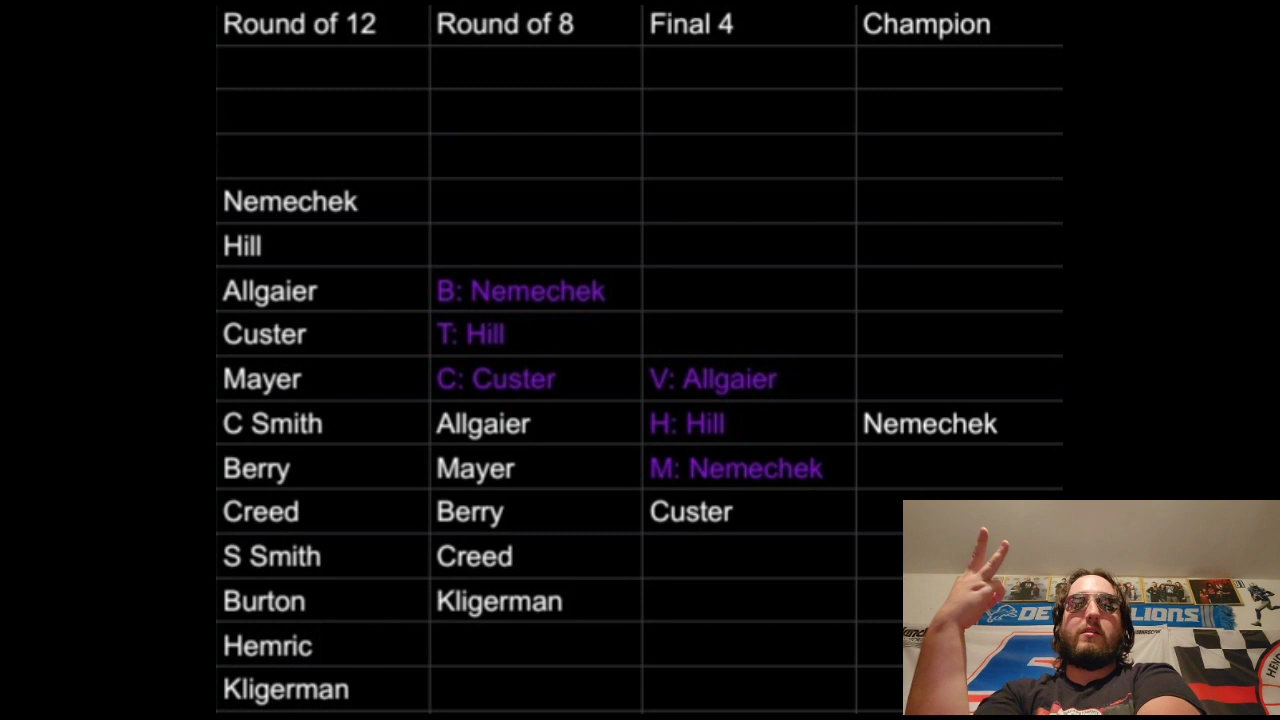 Round of 12 Round of 8 Final 4 Champion
Nemechek
Hill
Allgaier B: Nemechek
Custer T: Hill
Mayer C: Custer V: Allgaier
C Smith Allgaier H: Hill Nemechek
Berry Mayer M: Nemechek
Creed Berry Custer
S Smith Creed
Burton Kligerman
Hemric
Kligerman
DE LIONS